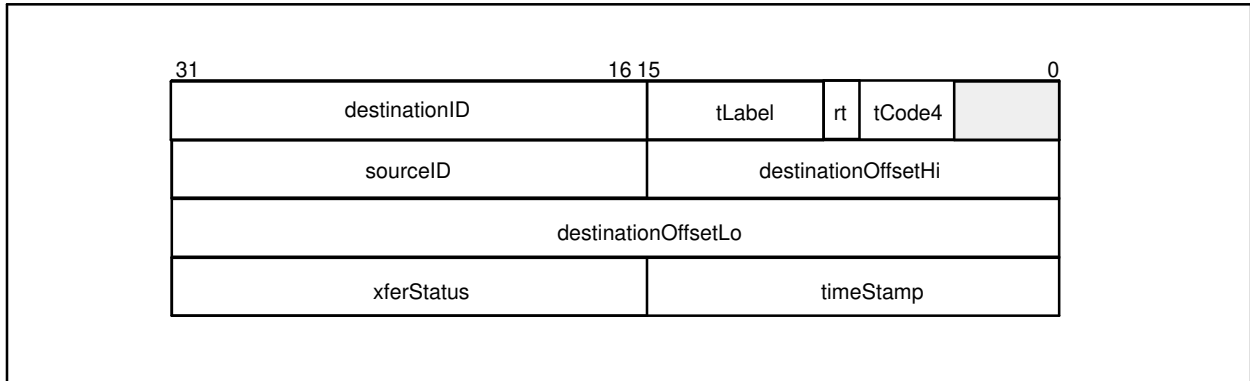 31 16 15 0
destinationID tLabel rt tCode4
sourceID destinationOffsetHi
destinationOffsetLo
xferStatus timeStamp